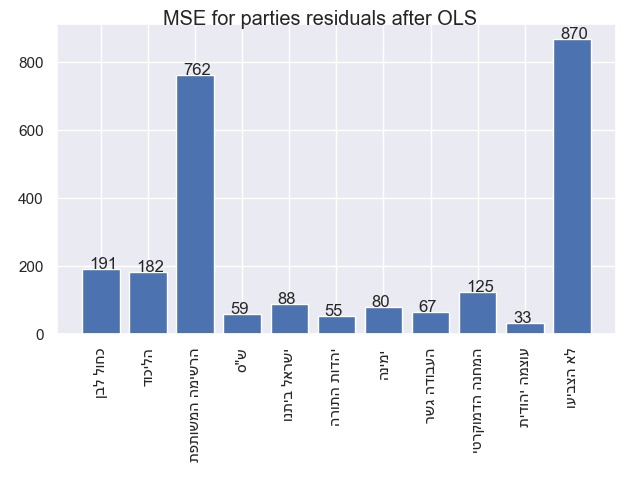 MSE for parties residuals after OLS
800
600
400
200
0
191
182
762
59
88
55
80
67
125
33
870
כחול לבן
הליכוד
הרשימה המשותפת
ש"ס
ישראל ביתנו
יהדות התורה
ימינה
העבודה גשר
המחנה הדמוקרטי
עוצמה יהודית
לא הצביעו